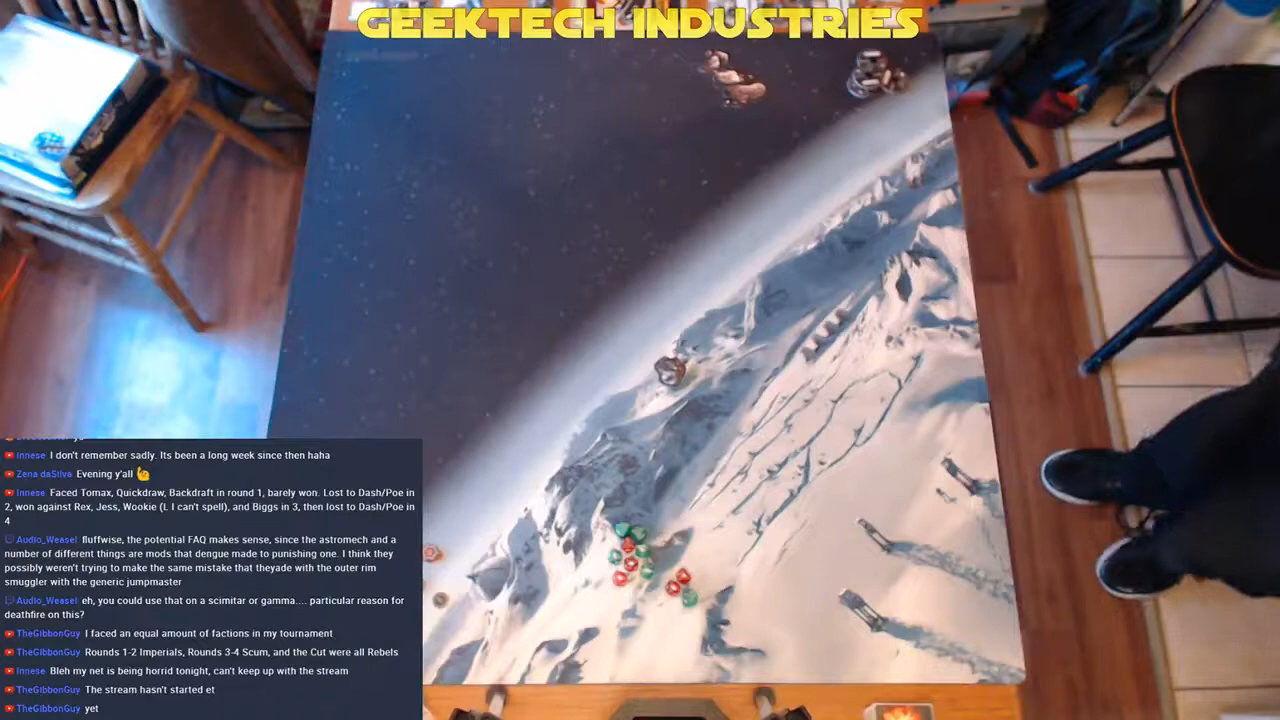 GEEKTECH INDUSTRIES
Innese I don't remember sadly. Its been a long week since then haha
Zena daSilva Evening y'all
Innese Faced Tomax, Quickdraw, Backdraft in round 1, barely won. Lost to Dash/Poe in
2, won against Rex, Jess, Wookie (L I can't spell), and Biggs in 3, then lost to Dash/Poe in
4
Audio_Weasel fluffwise, the potential FAQ makes sense, since the astromech and a
number of different things are mods that dengue made to punishing one. I think they
possibly weren't trying to make the same mistake that theyade with the outer rim
smuggler with the generic jumpmaster
Audio_Weasel eh, you could use that on a scimitar or gamma.... particular reason for
deathfire on this?
TheGibbonGuy I faced an equal amount of factions in my tournament
TheGibbonGuy Rounds 1-2 Imperials, Rounds 3-4 Scum, and the Cut were all Rebels
Innese Bleh my net is being horrid tonight, can't keep up with the stream
TheGibbonGuy The stream hasn't started et
TheGibbonGuy yet